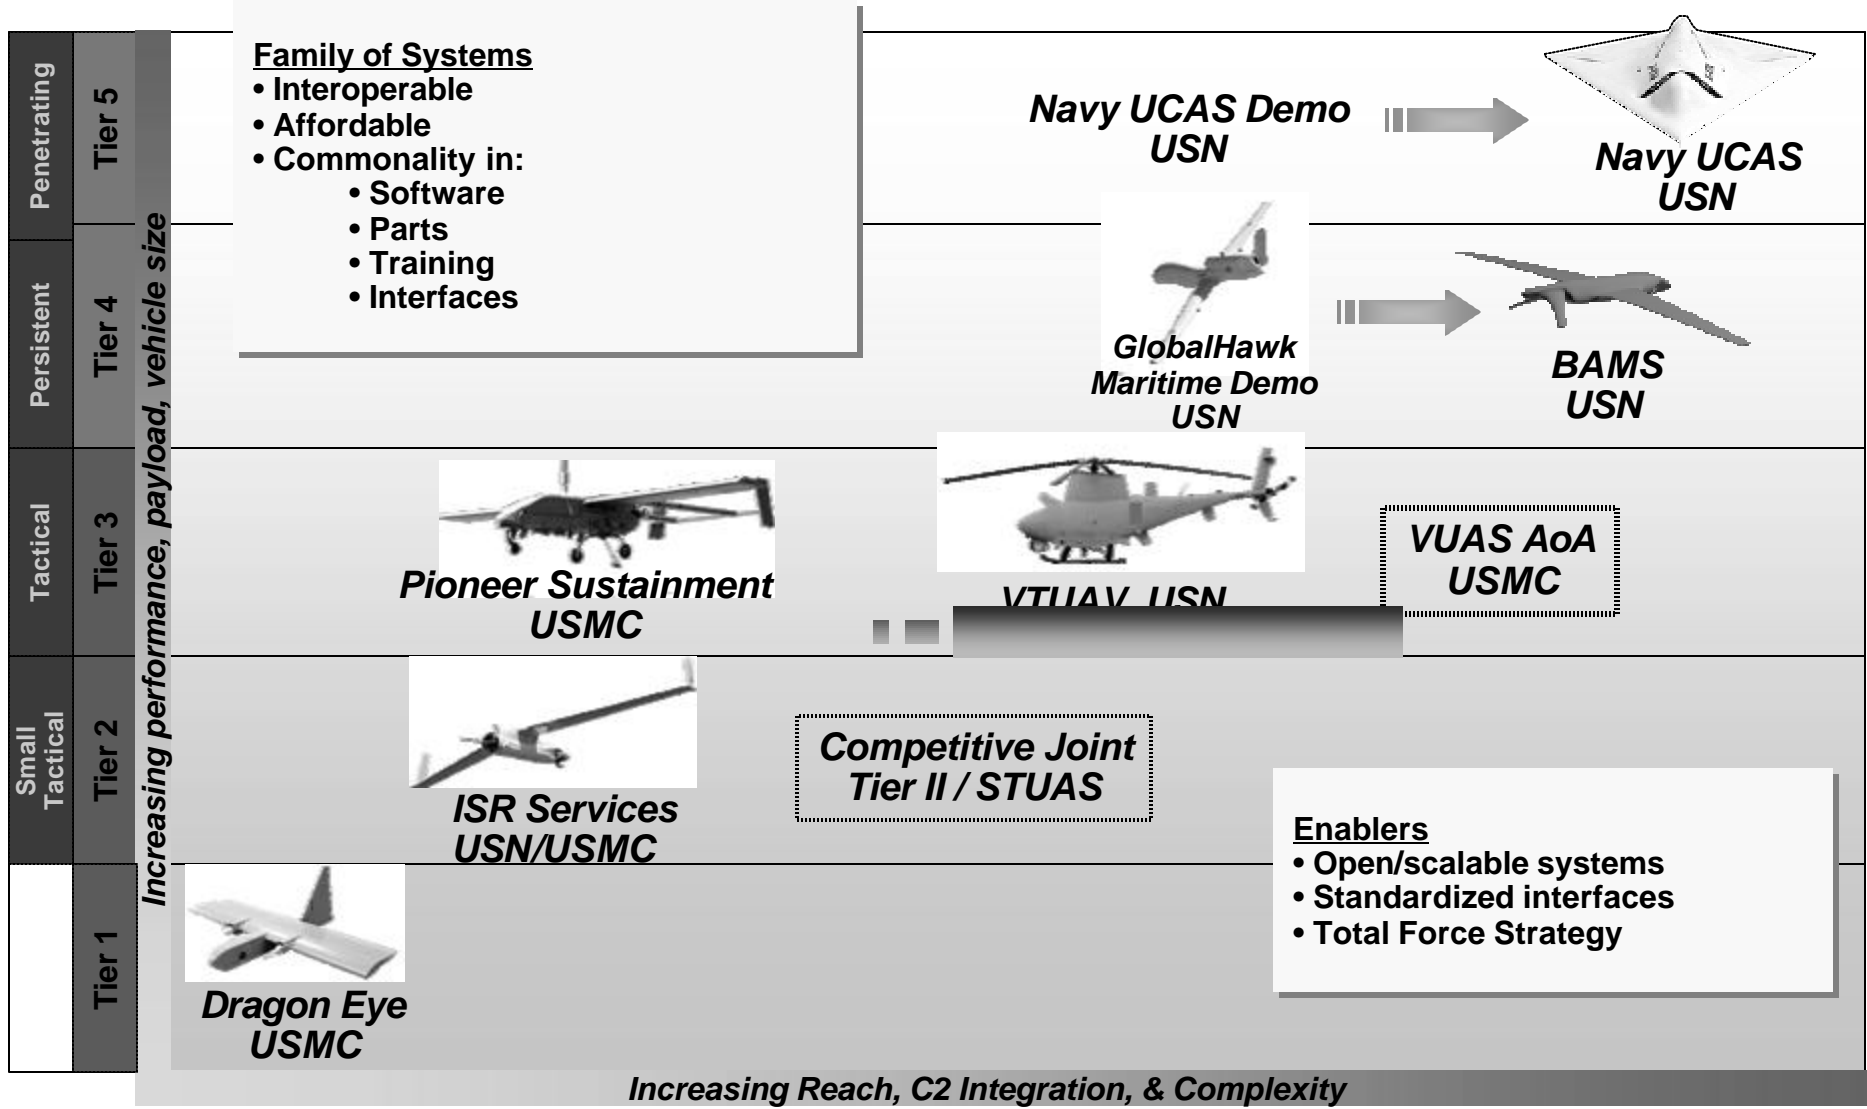 Family of Systems
• Interoperable
• Affordable
• Commonality in:
• Software
• Parts
• Training
• Interfaces
Penetrating
Tier 5
Navy UCAS Demo
USN
Navy UCAS
USN
Persistent
Tier 4
GlobalHawk
Maritime Demo
USN
BAMS
USN
Increasing performance, payload, vehicle size
Tactical
Tier 3
Pioneer Sustainment
USMC
VTUAV USN
VUAS AoA
USMC
Small
Tactical
Tier 2
ISR Services
USN/USMC
Competitive Joint
Tier II / STUAS
Enablers
• Open/scalable systems
• Standardized interfaces
• Total Force Strategy
Tier 1
Dragon Eye
USMC
Increasing Reach, C2 Integration, & Complexity